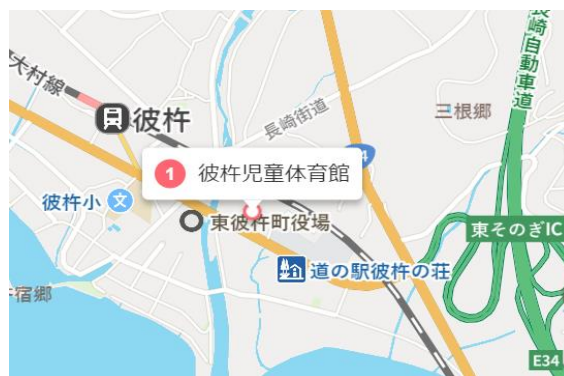 長崎自動車道
大村線
彼杵
長崎街道
三根郷
4
1 彼杵児童体育館
彼杵小 文
東彼杵町役場
東そのぎIC
道の駅彼杵の荘
宿郷
E34